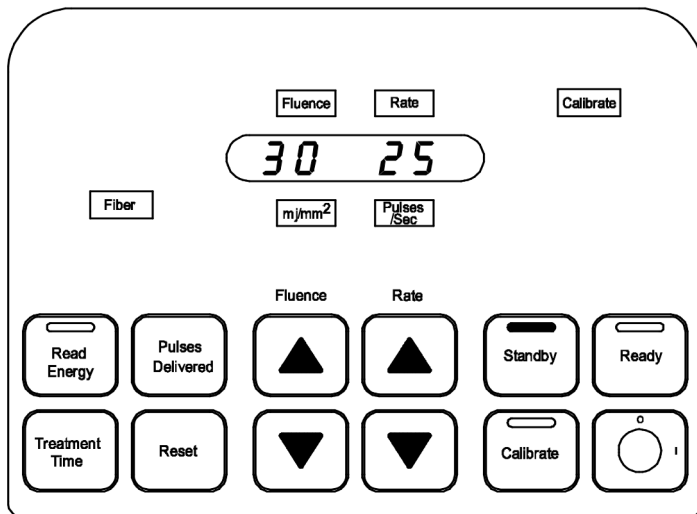 Fluence Rate Calibrate
30 25
Fiber
mj/mm²
Pulses
/Sec
Fluence Rate
Read
Energy
Pulses
Delivered
Standby
Ready
Treatment
Time
Reset
Calibrate
O
I